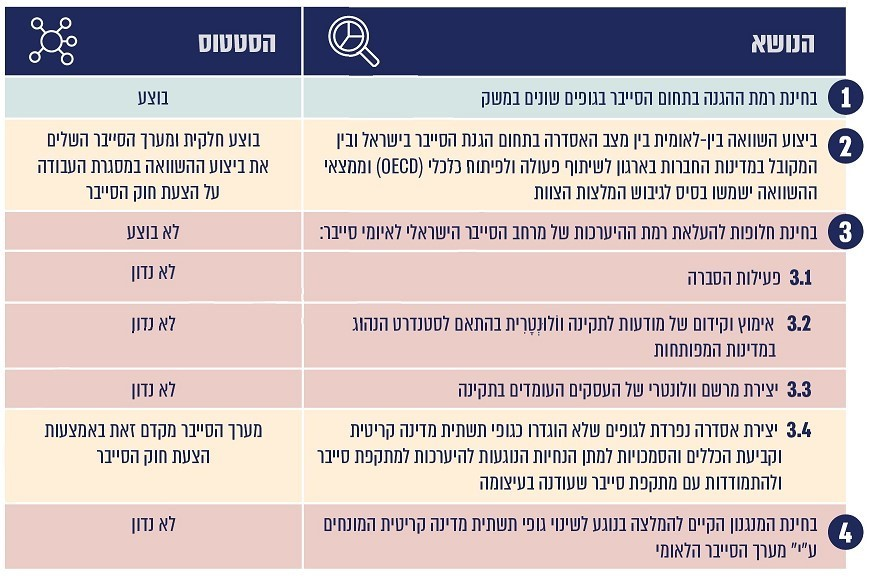 הנושא
הסטטוס
1
בחינת רמת ההגנה בתחום הסייבר בגופים שונים במשק
בוצע
2
ביצוע השוואה בין-לאומית בין מצב האסדרה בתחום הגנת הסייבר בישראל ובין
המקובל במדינות החברות בארגון לשיתוף פעולה ולפיתוח כלכלי (OECD) וממצאי
ההשוואה ישמשו בסיס לגיבוש המלצות הצוות
בוצע חלקית ומערך הסייבר השלים
את ביצוע ההשוואה במסגרת העבודה
על הצעת חוק הסייבר
3
בחינת חלופות להעלאת רמת ההיערכות של מרחב הסייבר הישראלי לאיומי סייבר:
לא בוצע
3.1 פעילות הסברה
לא נדון
3.2 אימוץ וקידום של מודעות לתקינה ווֹלוּנְטָרִית בהתאם לסטנדרט הנהוג
במדינות המפותחות
לא נדון
3.3 יצירת מרשם וולונטרי של העסקים העומדים בתקינה
לא נדון
3.4 יצירת אסדרה נפרדת לגופים שלא הוגדרו כגופי תשתית מדינה קריטית
וקביעת הכללים והסמכויות למתן הנחיות הנוגעות להיערכות למתקפת סייבר
ולהתמודדות עם מתקפת סייבר שעודנה בעיצומה
מערך הסייבר מקדם זאת באמצעות
הצעת חוק הסייבר
4
בחינת המנגנון הקיים להמלצה בנוגע לשינוי גופי תשתית מדינה קריטית המונחים
ע"י" מערך הסייבר הלאומי
לא נדון